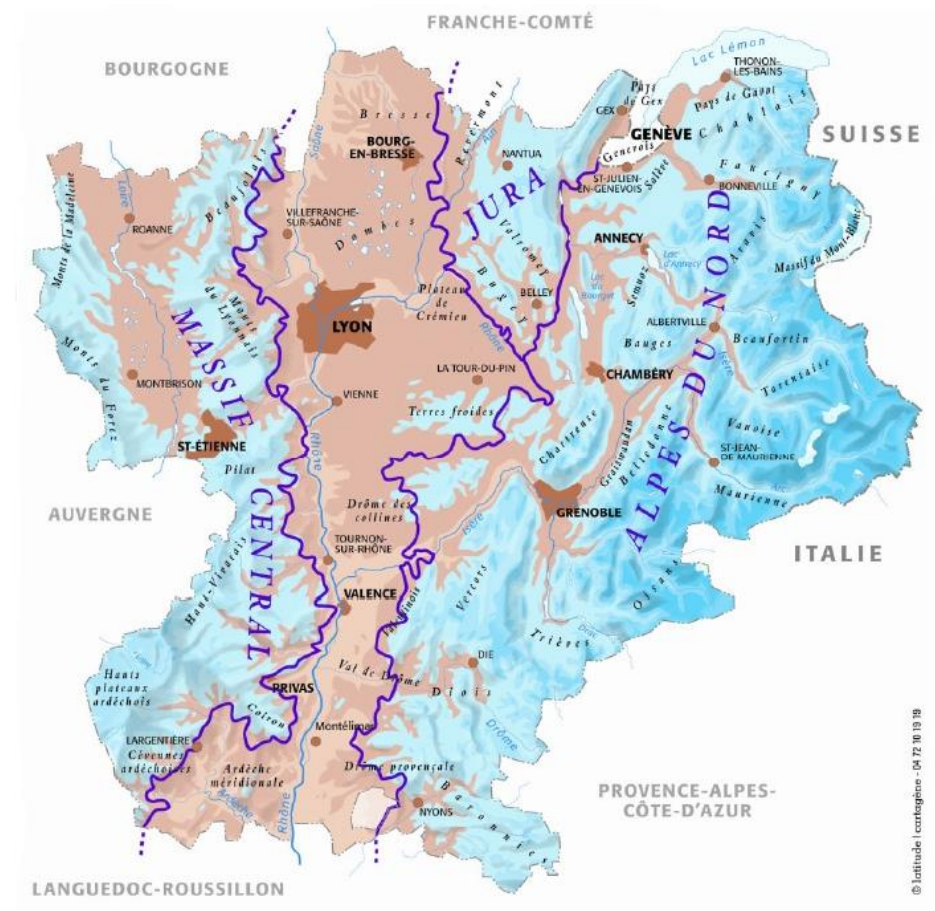 FRANCHE-COMTÉ
BOURGOGNE
Lac Léman
THONON-
LES-BAINS
Pays
de Gex
GEX
Pays de Gavot
GENÈVE
Chablais
SUISSE
Bresse
BOURG-
EN-BRESSE
Revermont
Ain
Saône
NANTUA
Genevois
ST-JULIEN-
EN-GENEVOIS
Salève
Faucigny
BONNEVILLE
JURA
Loire
Monts de la Madeleine
ROANNE
Beaujolais
VILLEFRANCHE-
SUR-SAÔNE
Dombes
Valromey
Bugey
ANNECY
Lac
d'Annecy
Aravis
Massif du Mont-Blanc
Lac
du
Bourget
Semnoz
BELLEY
Plateau
de
Crémieu
Rhône
LYON
Monts
du Lyonnais
MASSIF
CENTRAL
ALPES DU NORD
ALBERTVILLE
Isère
Beaufortin
Bauges
Tarentaise
Monts du Forez
MONTBRISON
LA TOUR-DU-PIN
CHAMBÉRY
VIENNE
Terres froides
Vanoise
ST-JEAN-
DE-MAURIENNE
Arc
Maurienne
ST-ÉTIENNE
Pilat
Rhône
Chartreuse
Graisivaudan
Belledonne
AUVERGNE
Drôme des
collines
Isère
GRENOBLE
ITALIE
TOURNON-
SUR-RHÔNE
Haut-Vivarais
VALENCE
Valentinois
Vercors
Oisans
Trièves
Drac
Hauts
plateaux
ardéchois
Loire
PRIVAS
Val de Drôme
DIE
Diois
Coiron
Drôme
LARGENTIÈRE
Cévennes
ardéchoises
Montélimar
Ardèche
méridionale
Drôme provençale
Ardèche
Rhône
NYONS
Baronnies
PROVENCE-ALPES-
CÔTE-D'AZUR
LANGUEDOC-ROUSSILLON
© latitude | cartagène - 04 72 10 19 19